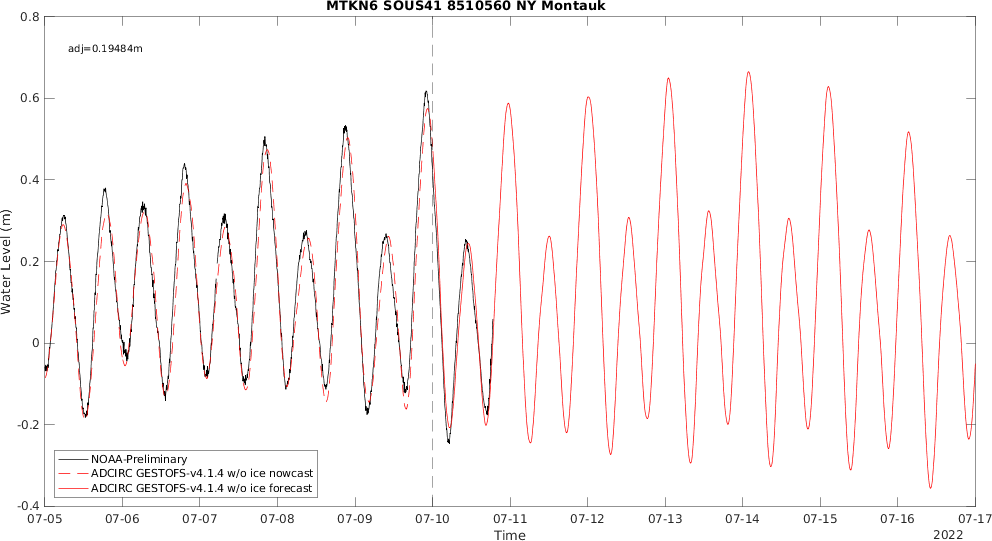 MTKN6 SOUS41 8510560 NY Montauk
adj=0.19484m
0.8
0.6
0.4
0.2
0
-0.2
-0.4
Water Level (m)
NOAA-Preliminary
ADCIRC GESTOFS-v4.1.4 w/o ice nowcast
ADCIRC GESTOFS-v4.1.4 w/o ice forecast
07-05 07-06 07-07 07-08 07-09 07-10 07-11 07-12 07-13 07-14 07-15 07-16 07-17
Time
2022